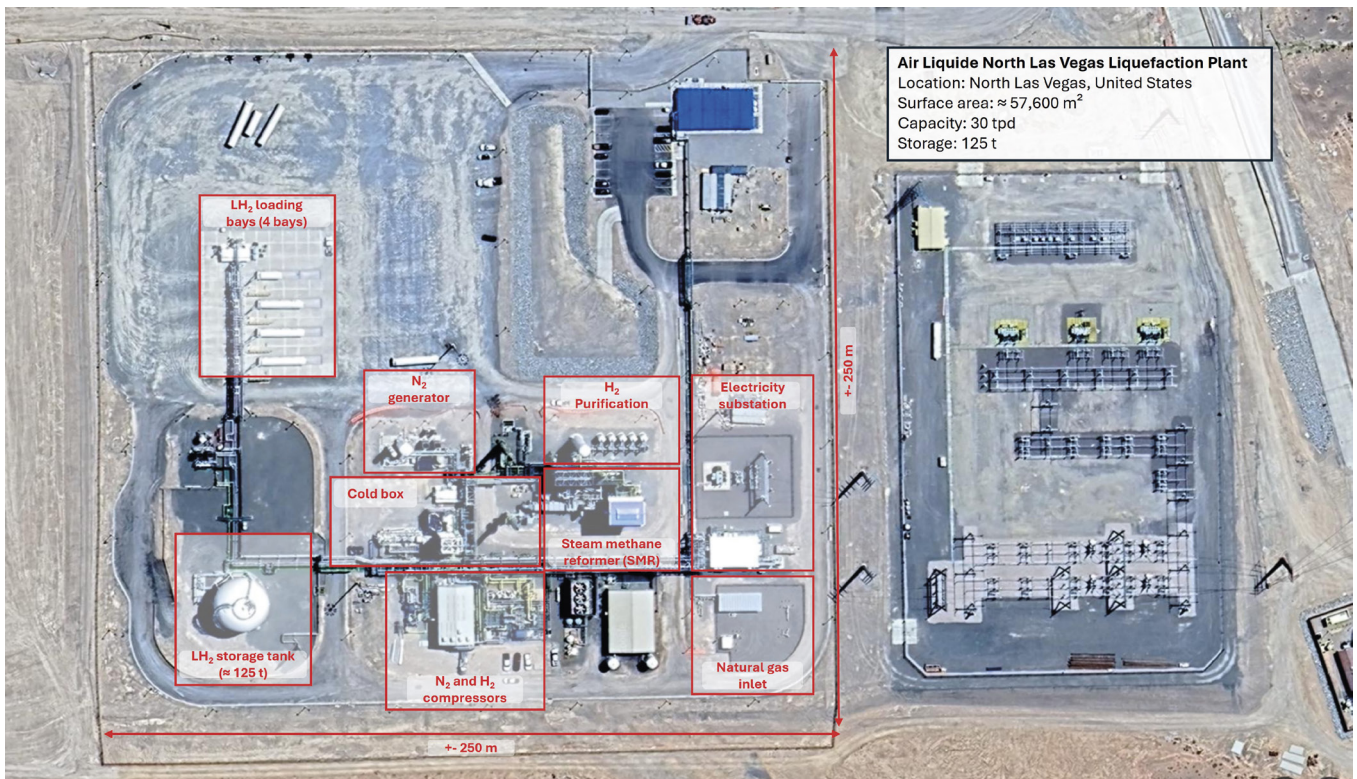 Air Liquide North Las Vegas Liquefaction Plant
Location: North Las Vegas, United States
Surface area: ≈ 57,600 m²
Capacity: 30 tpd
Storage: 125 t
LH₂ loading
bays (4 bays)
N₂
generator
H₂
Purification
Electricity
substation
+- 250 m
Cold box
Steam methane
reformer (SMR)
LH₂ storage tank
(≈ 125 t)
N₂ and H₂
compressors
Natural gas
inlet
+- 250 m